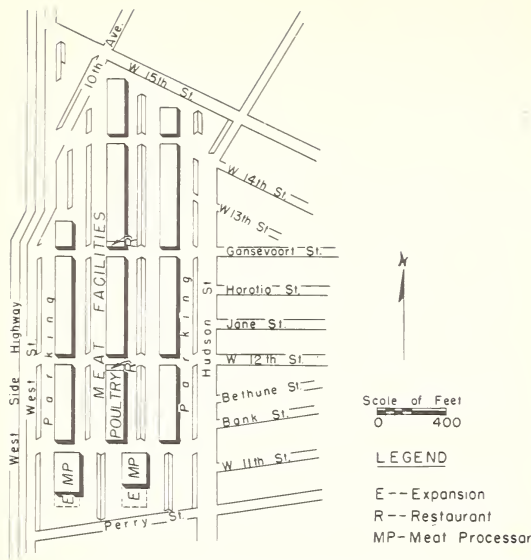 10th Ave.
W 15th St.
W 14th St.
W 13th St.
Gansevoort St.
Horatio St.
Jane St.
W 12th St.
Bethune St.
Bank St.
W 11th St.
Perry St.
Hudson St
West Side Highway
West St.
Parking
MEAT FACILITIES
Parking
R
R
POULTRY
MP
E
MP
E
N
Scale of Feet
0 400
LEGEND
E--Expansion
R--Restaurant
MP-Meat Processor